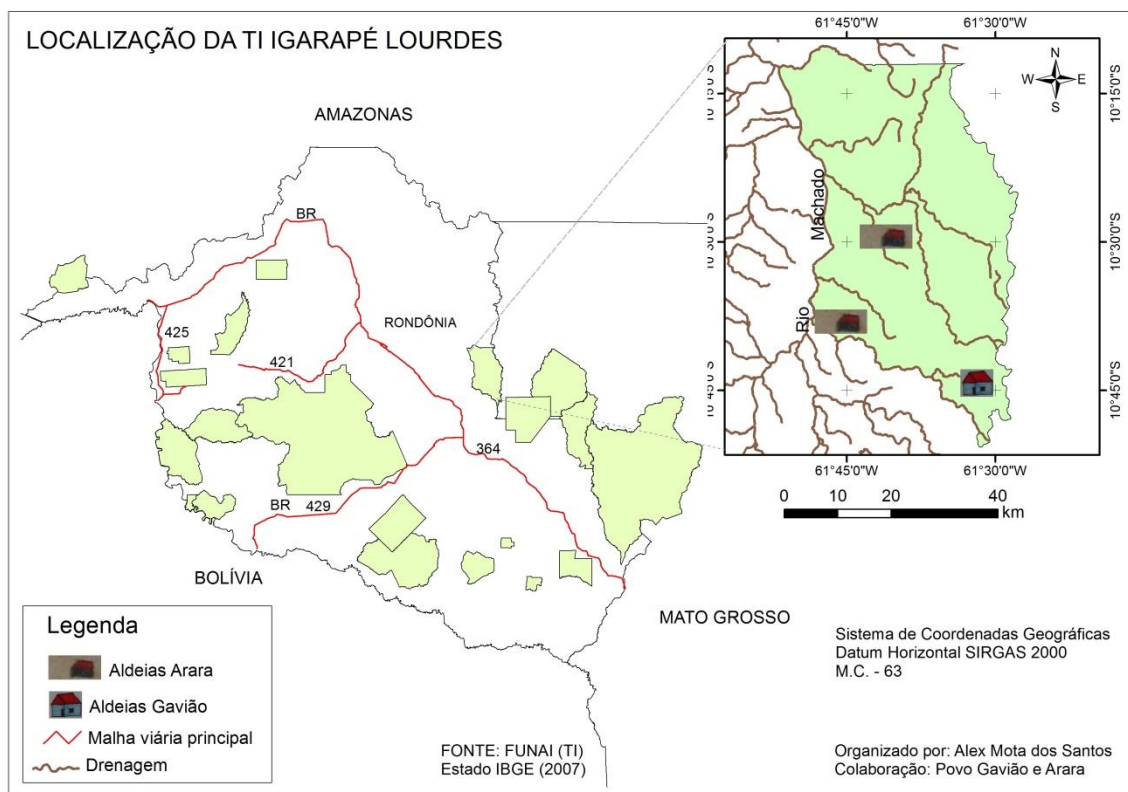 LOCALIZAÇÃO DA TI IGARAPÉ LOURDES
AMAZONAS
BR
RONDÔNIA
425
421
364
BR 429
BOLÍVIA
MATO GROSSO
61°45'0"W 61°30'0"W
N
W E
S
10°15'S
10°30'S
10°45'S
Rio Machado
61°45'0"W 61°30'0"W
0 10 20 40
km
Legenda
Aldeias Arara
Aldeias Gavião
Malha viária principal
Drenagem
FONTE: FUNAI (TI)
Estado IBGE (2007)
Sistema de Coordenadas Geográficas
Datum Horizontal SIRGAS 2000
M.C. - 63
Organizado por: Alex Mota dos Santos
Colaboração: Povo Gavião e Arara